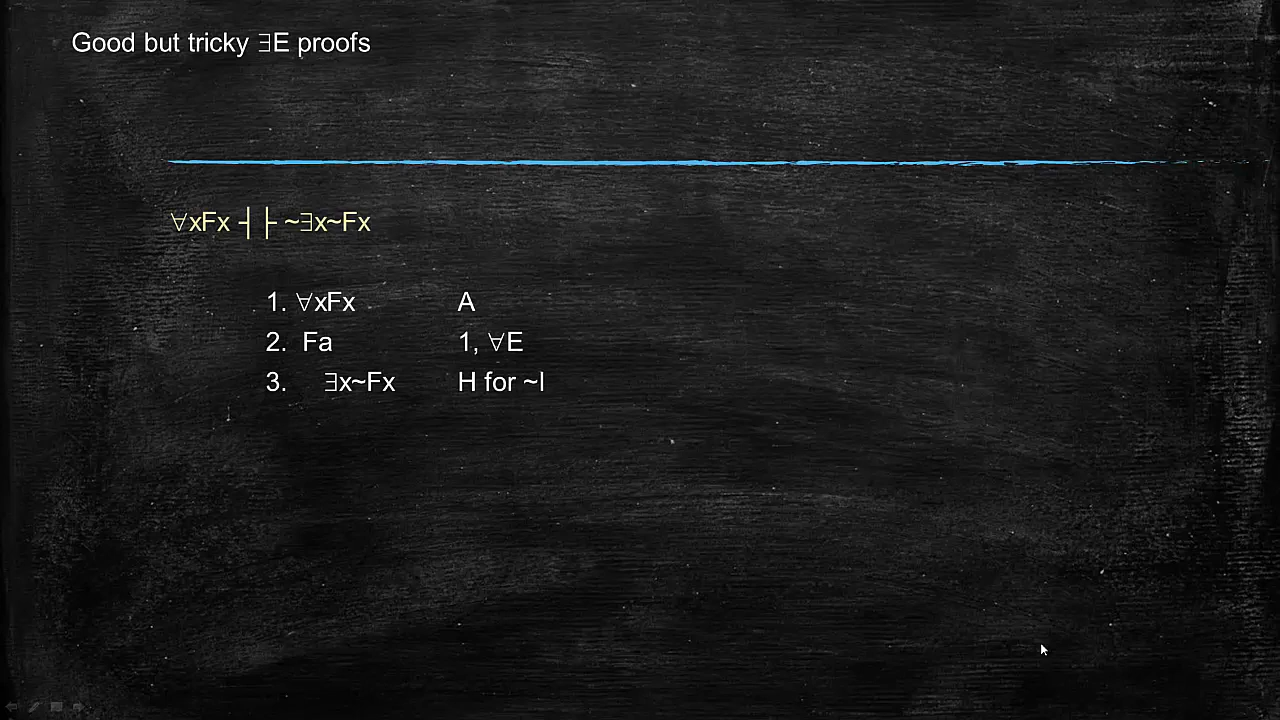 Good but tricky ∃E proofs
∀xFx ┤├ ~∃x~Fx
1. ∀xFx A
2. Fa 1, ∀E
3. ∃x~Fx H for ~I